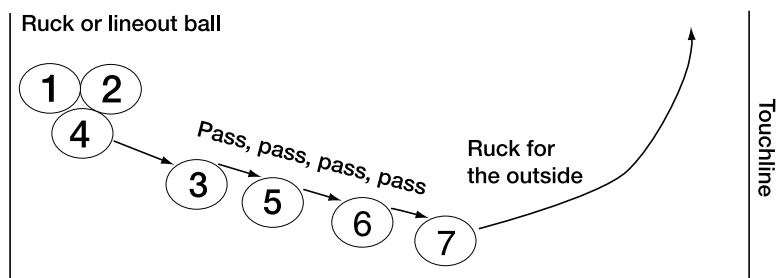 Ruck or lineout ball
1 2
4
3
5
6
7
Pass, pass, pass, pass
Ruck for
the outside
Touchline